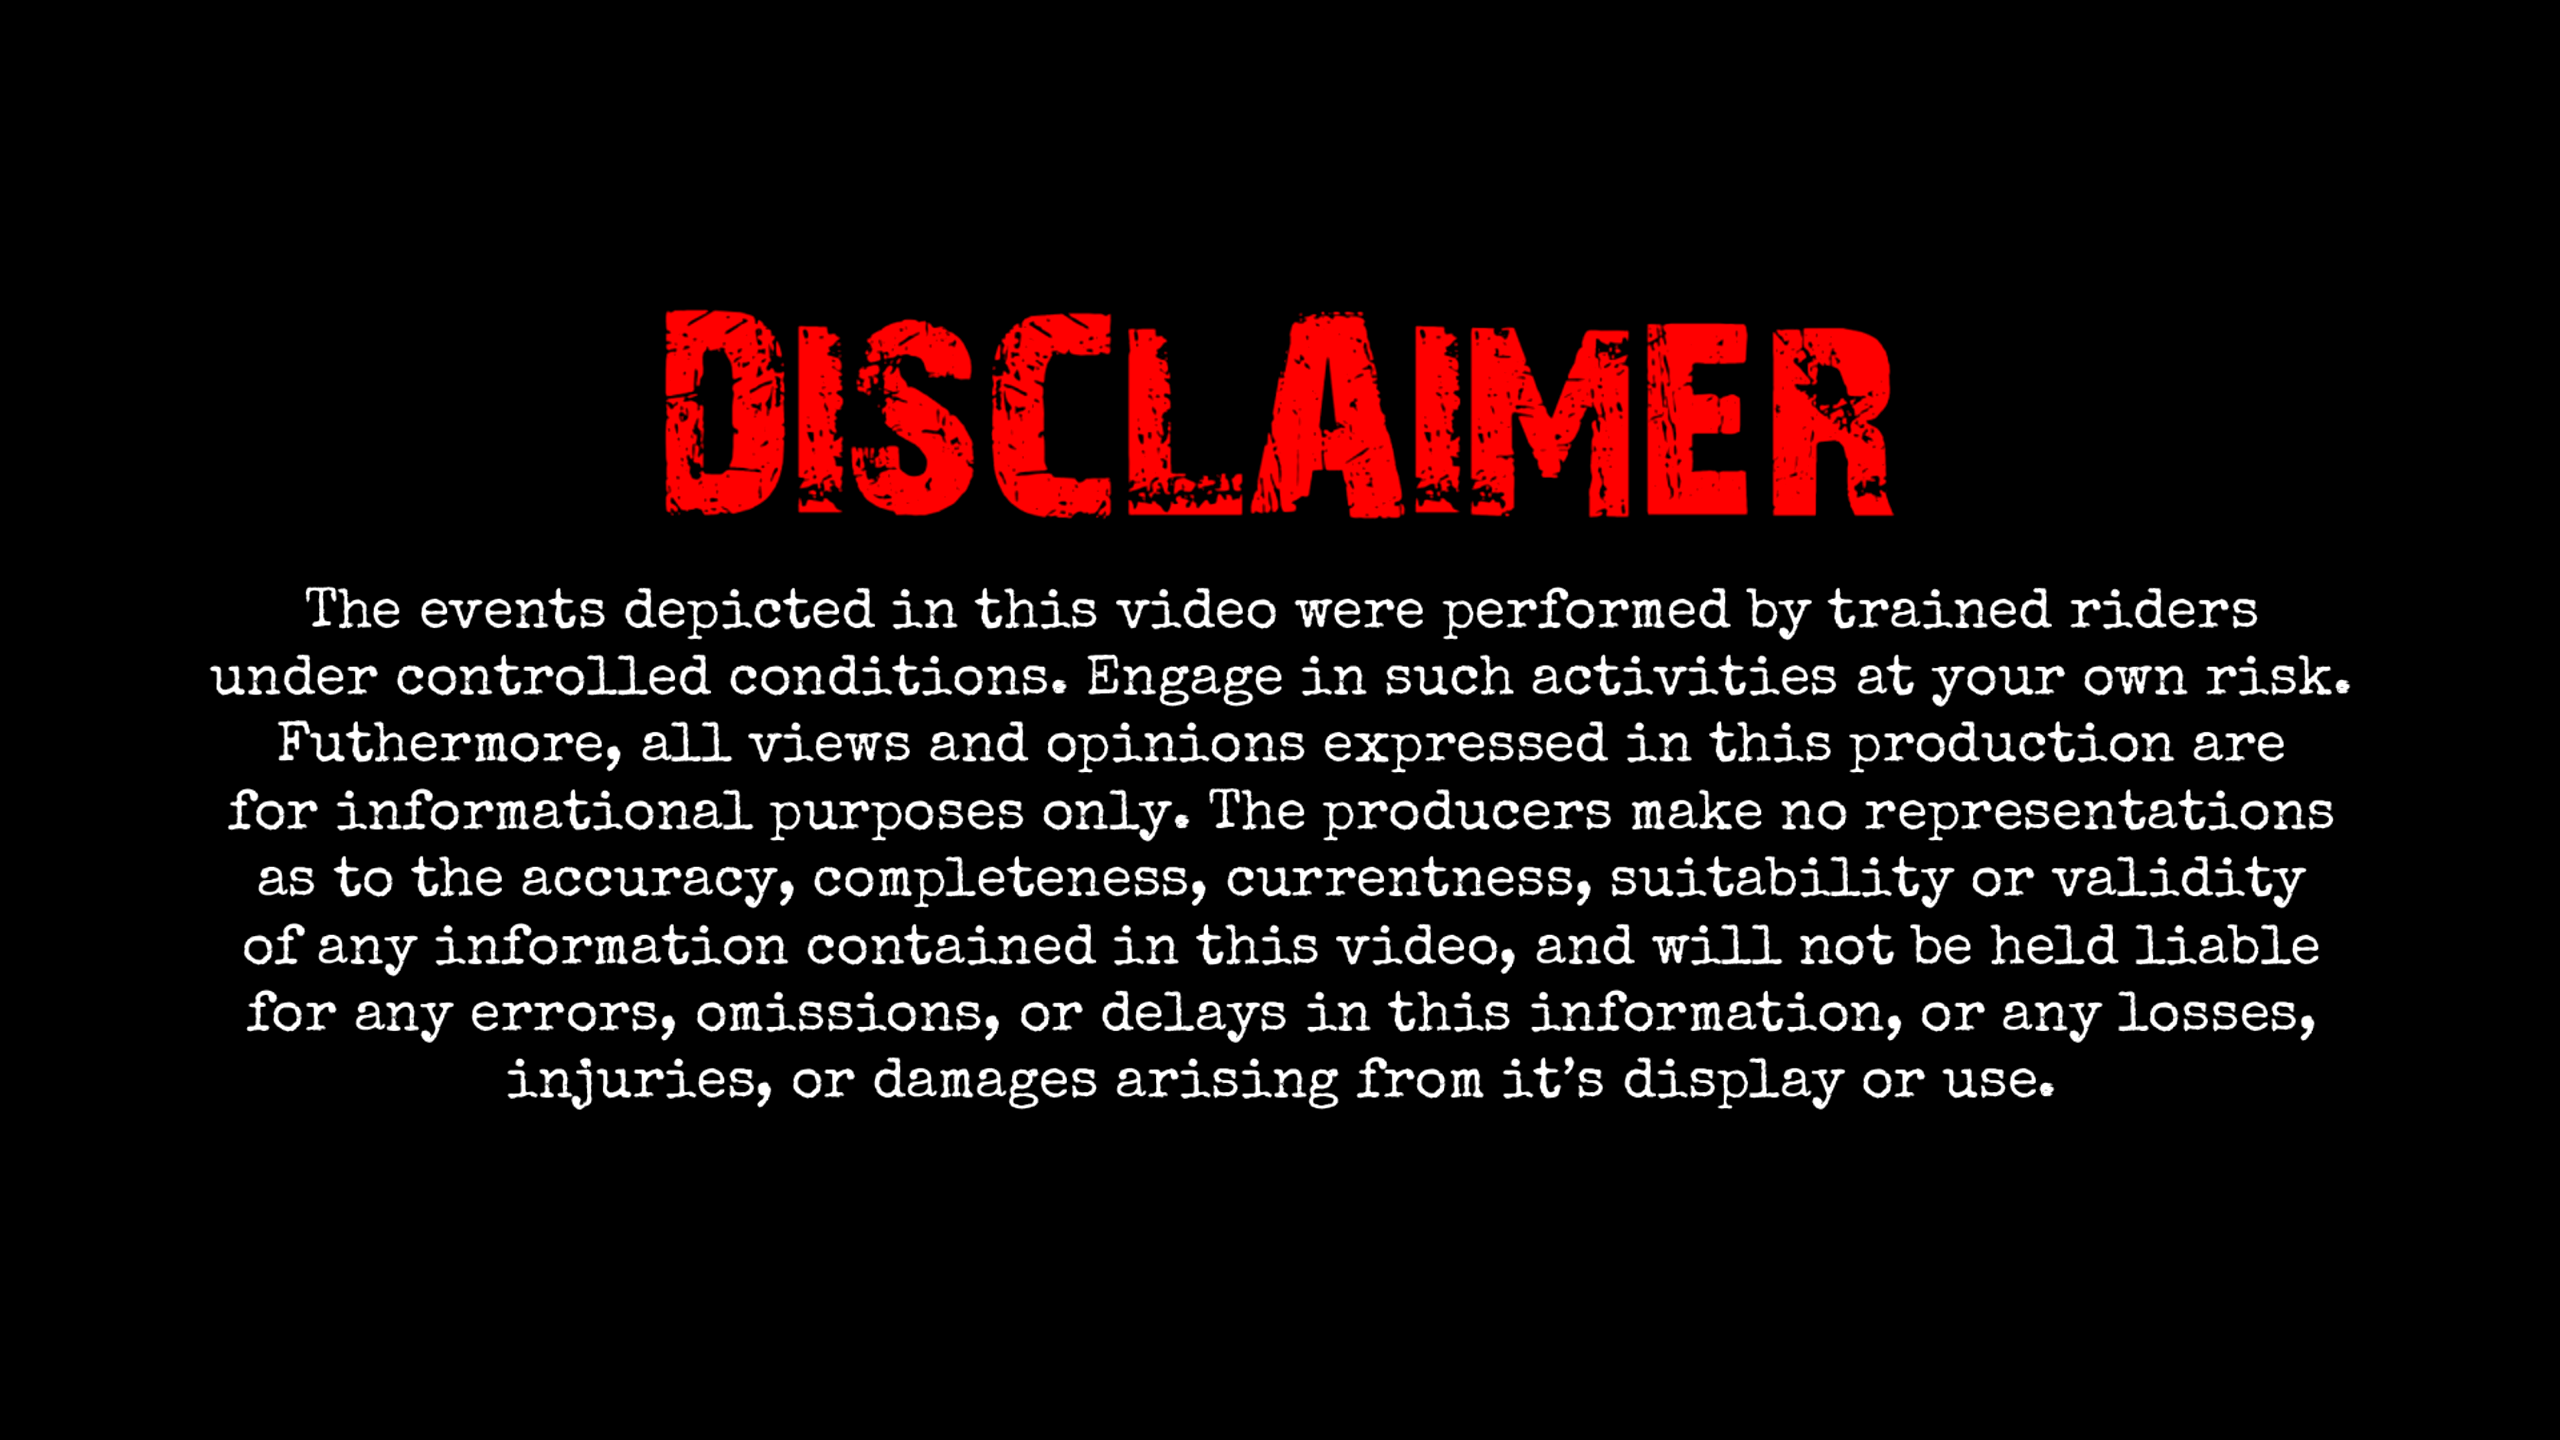 DISCLAIMER
The events depicted in this video were performed by trained riders
under controlled conditions. Engage in such activities at your own risk.
Futhermore, all views and opinions expressed in this production are
for informational purposes only. The producers make no representations
as to the accuracy, completeness, currentness, suitability or validity
of any information contained in this video, and will not be held liable
for any errors, omissions, or delays in this information, or any losses,
injuries, or damages arising from it’s display or use.